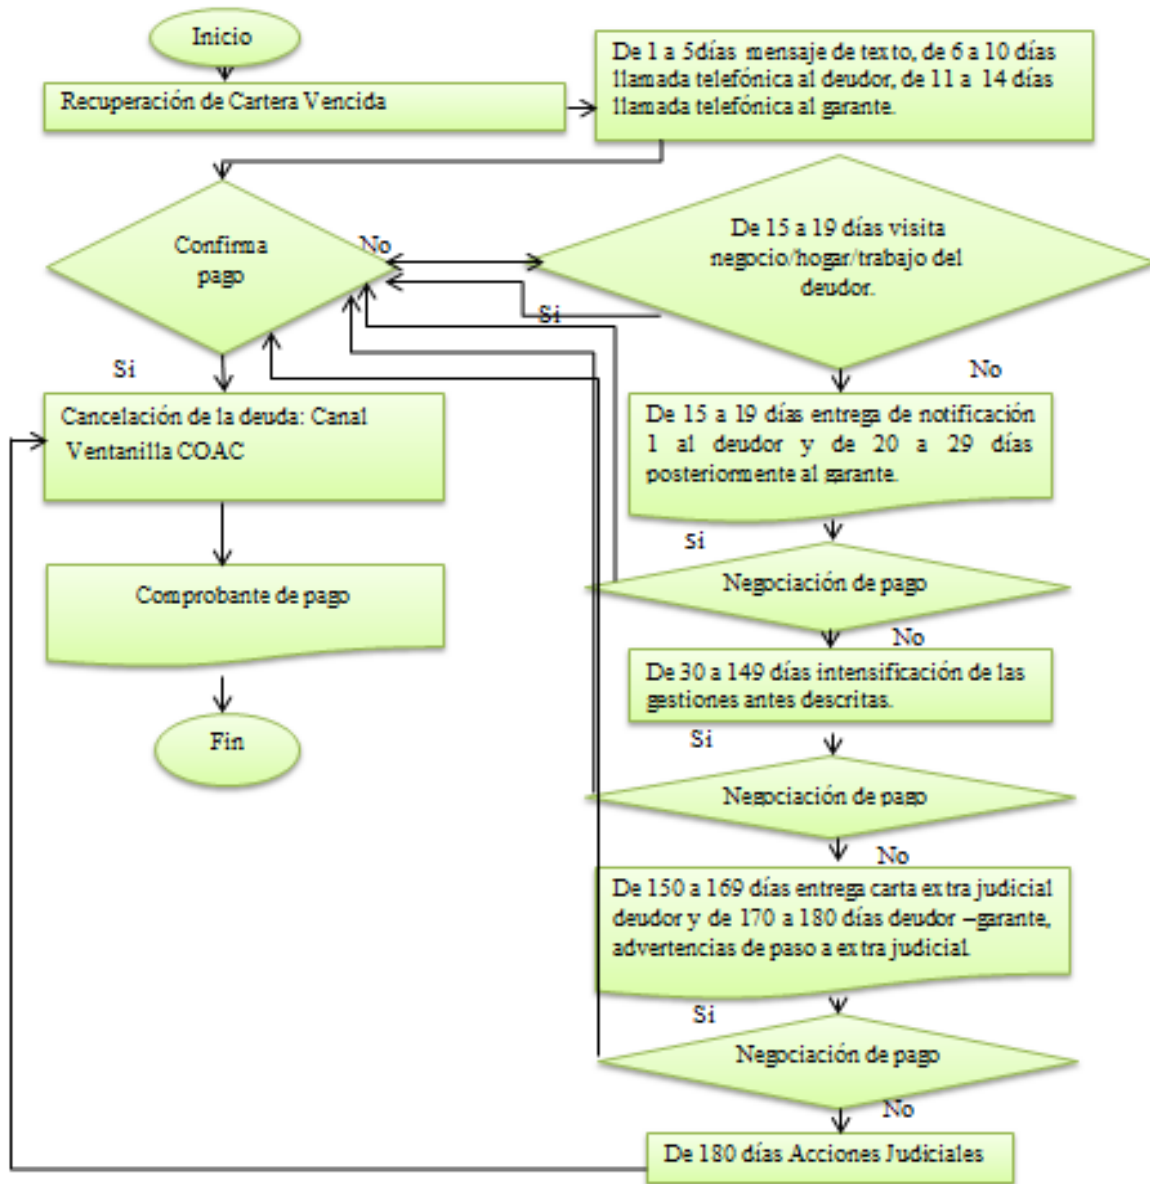 Inicio
Recuperación de Cartera Vencida
De 1 a 5días mensaje de texto, de 6 a 10 días
llamada telefónica al deudor, de 11 a 14 días
llamada telefónica al garante.
Confirma
pago
No
De 15 a 19 días visita
negocio/hogar/trabajo del
deudor.
Si
Si
No
Cancelación de la deuda: Canal
Ventanilla COAC
De 15 a 19 días entrega de notificación
1 al deudor y de 20 a 29 días
posteriormente al garante.
Si
Comprobante de pago
Negociación de pago
No
De 30 a 149 días intensificación de las
gestiones antes descritas.
Fin
Si
Negociación de pago
No
De 150 a 169 días entrega carta extra judicial
deudor y de 170 a 180 días deudor –garante,
advertencias de paso a extra judicial
Si
Negociación de pago
No
De 180 días Acciones Judiciales